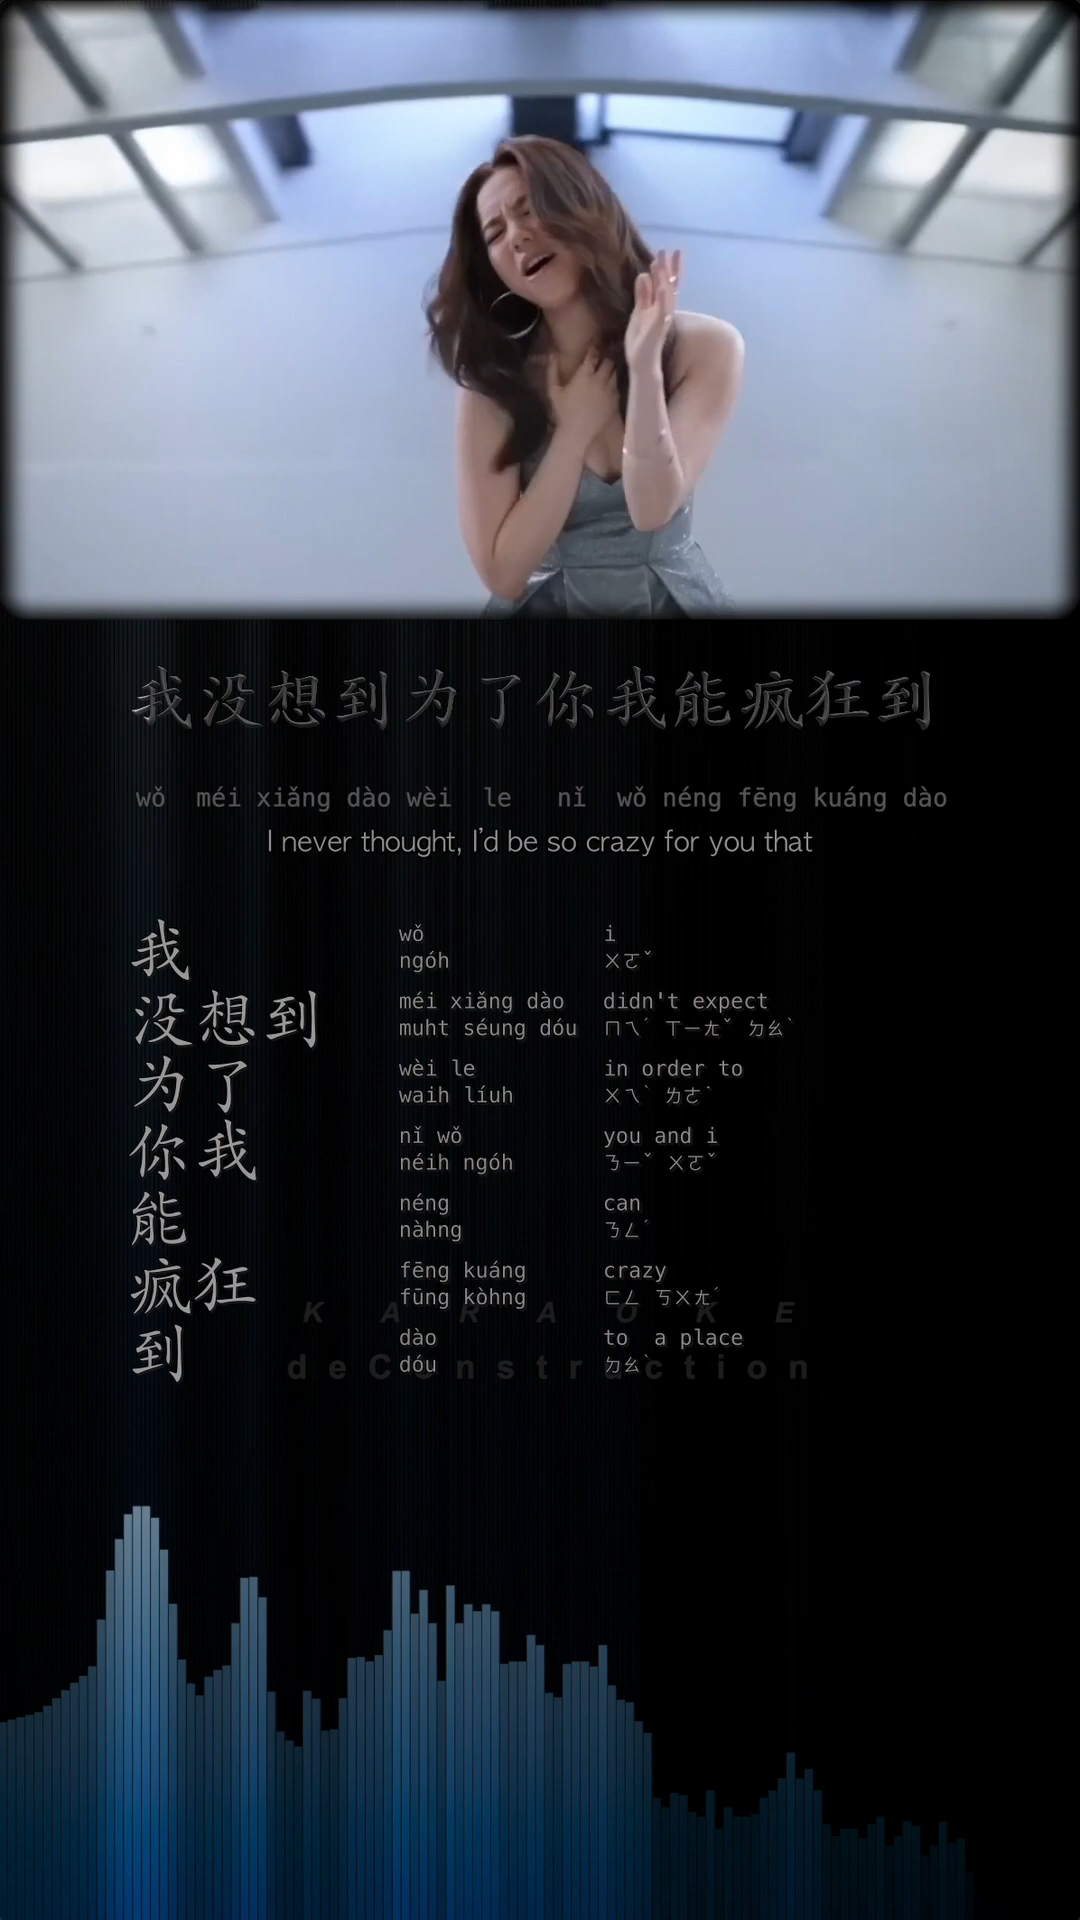 我没想到为了你我能疯狂到
wǒ méi xiǎng dào wèi le nǐ wǒ néng fēng kuáng dào
I never thought, I'd be so crazy for you that
我 wǒ i
ngóh ㄨㄛˇ
没想到 méi xiǎng dào didn't expect
muht séung dóu ㄇㄟˊ ㄒㄧㄤˇ ㄉㄠˋ
为了 wèi le in order to
waih líuh ㄨㄟˋ ㄌㄜ˙
你我 nǐ wǒ you and i
néih ngóh ㄋㄧˇ ㄨㄛˇ
能 néng can
nàhng ㄋㄥˊ
疯狂 fēng kuáng crazy
fūng kòhng ㄈㄥ ㄎㄨㄤˊ
KARAOKE
到 dào to a place
dóu ㄉㄠˋ
deConstruction